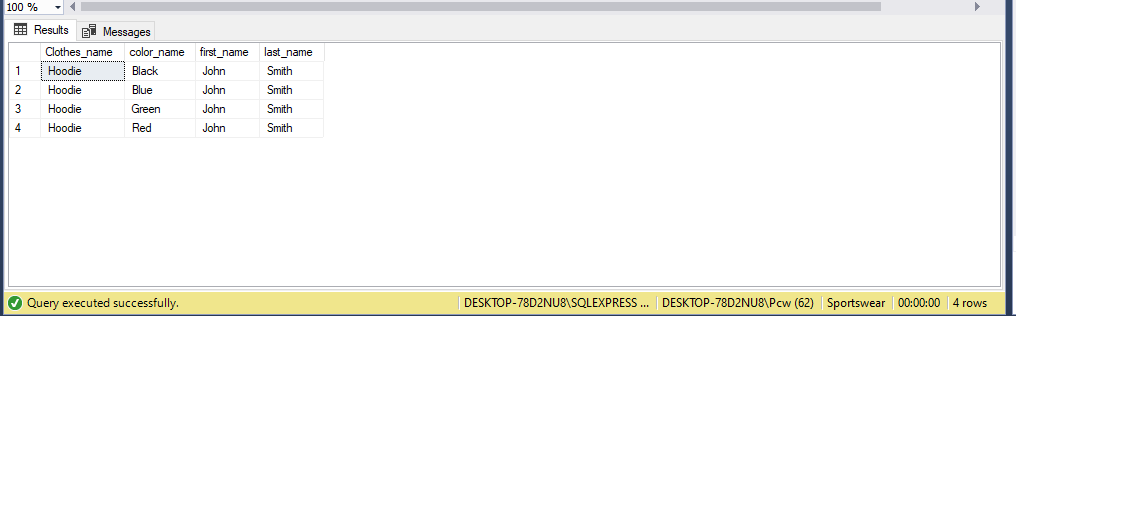 100 %
Results Messages
Clothes_name color_name first_name last_name
1 Hoodie Black John Smith
2 Hoodie Blue John Smith
3 Hoodie Green John Smith
4 Hoodie Red John Smith
Query executed successfully. DESKTOP-78D2NU8\SQLEXPRESS ... DESKTOP-78D2NU8\Pcw (62) Sportswear 00:00:00 4 rows